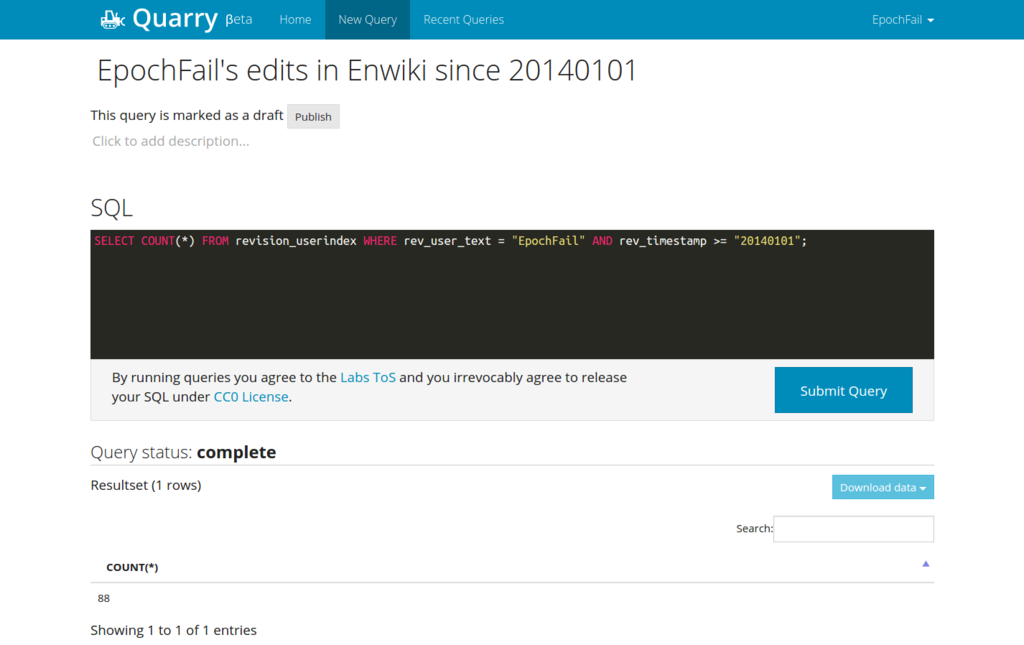 Quarry βeta Home New Query Recent Queries EpochFail
EpochFail's edits in Enwiki since 20140101
This query is marked as a draft Publish
Click to add description...
SQL
SELECT COUNT(*) FROM revision_userindex WHERE rev_user_text = "EpochFail" AND rev_timestamp >= "20140101";
By running queries you agree to the Labs ToS and you irrevocably agree to release
your SQL under CC0 License.
Submit Query
Query status: complete
Resultset (1 rows)
Download data
Search:
COUNT(*)
88
Showing 1 to 1 of 1 entries